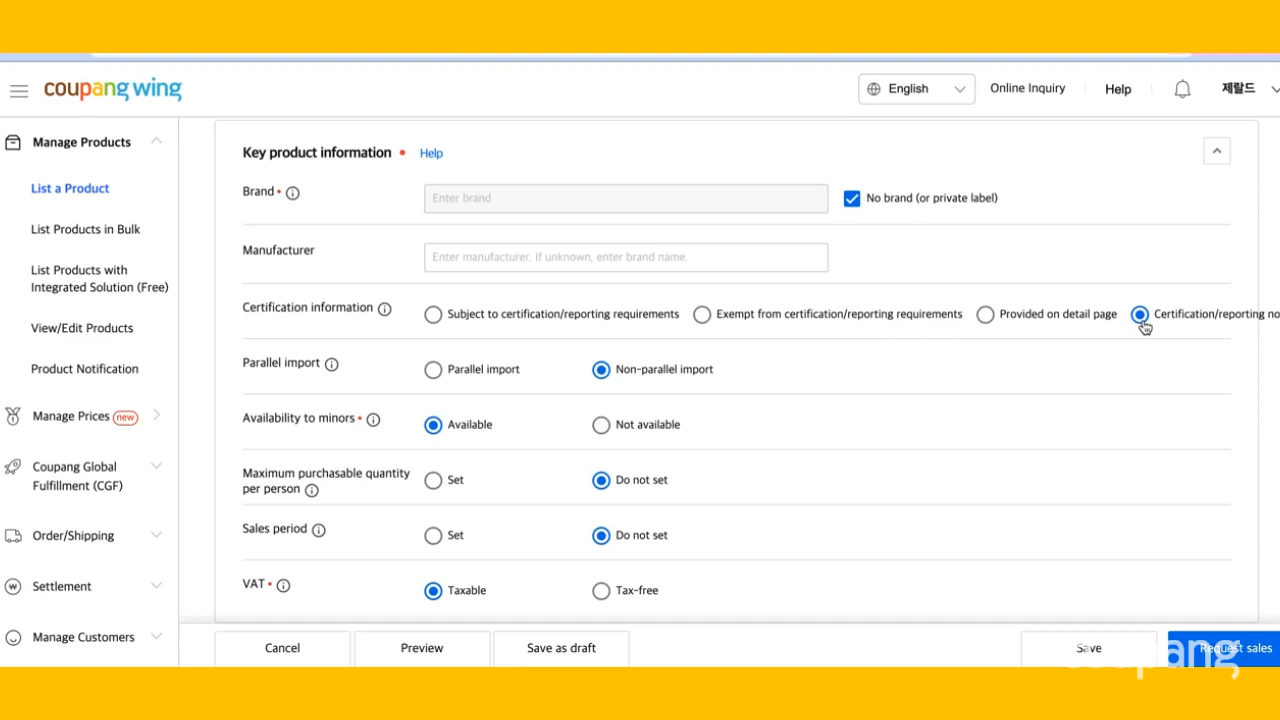 coupang wing
English
Online Inquiry
Help
제랄드
Manage Products
List a Product
List Products in Bulk
List Products with
Integrated Solution (Free)
View/Edit Products
Product Notification
Manage Prices new
Coupang Global
Fulfillment (CGF)
Order/Shipping
Settlement
Manage Customers
Key product information • Help
Brand • Enter brand No brand (or private label)
Manufacturer Enter manufacturer. If unknown, enter brand name.
Certification information Subject to certification/reporting requirements Exempt from certification/reporting requirements Provided on detail page Certification/reporting no
Parallel import Parallel import Non-parallel import
Availability to minors • Available Not available
Maximum purchasable quantity
per person Set Do not set
Sales period Set Do not set
VAT • Taxable Tax-free
Cancel Preview Save as draft Save Request sales
coupang